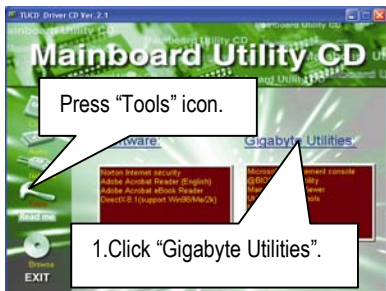 TUCD Driver CD Ver.2.1
Mainboard Utility CD
Press “Tools” icon.
Gigabyte Utilities:
Norton Internet security
Adobe Acrobat Reader (English)
Adobe Acrobat eBook Reader
DirectX 8.1(support Win98/Me/2k)
1.Click “Gigabyte Utilities”.
Read me
Browse
EXIT